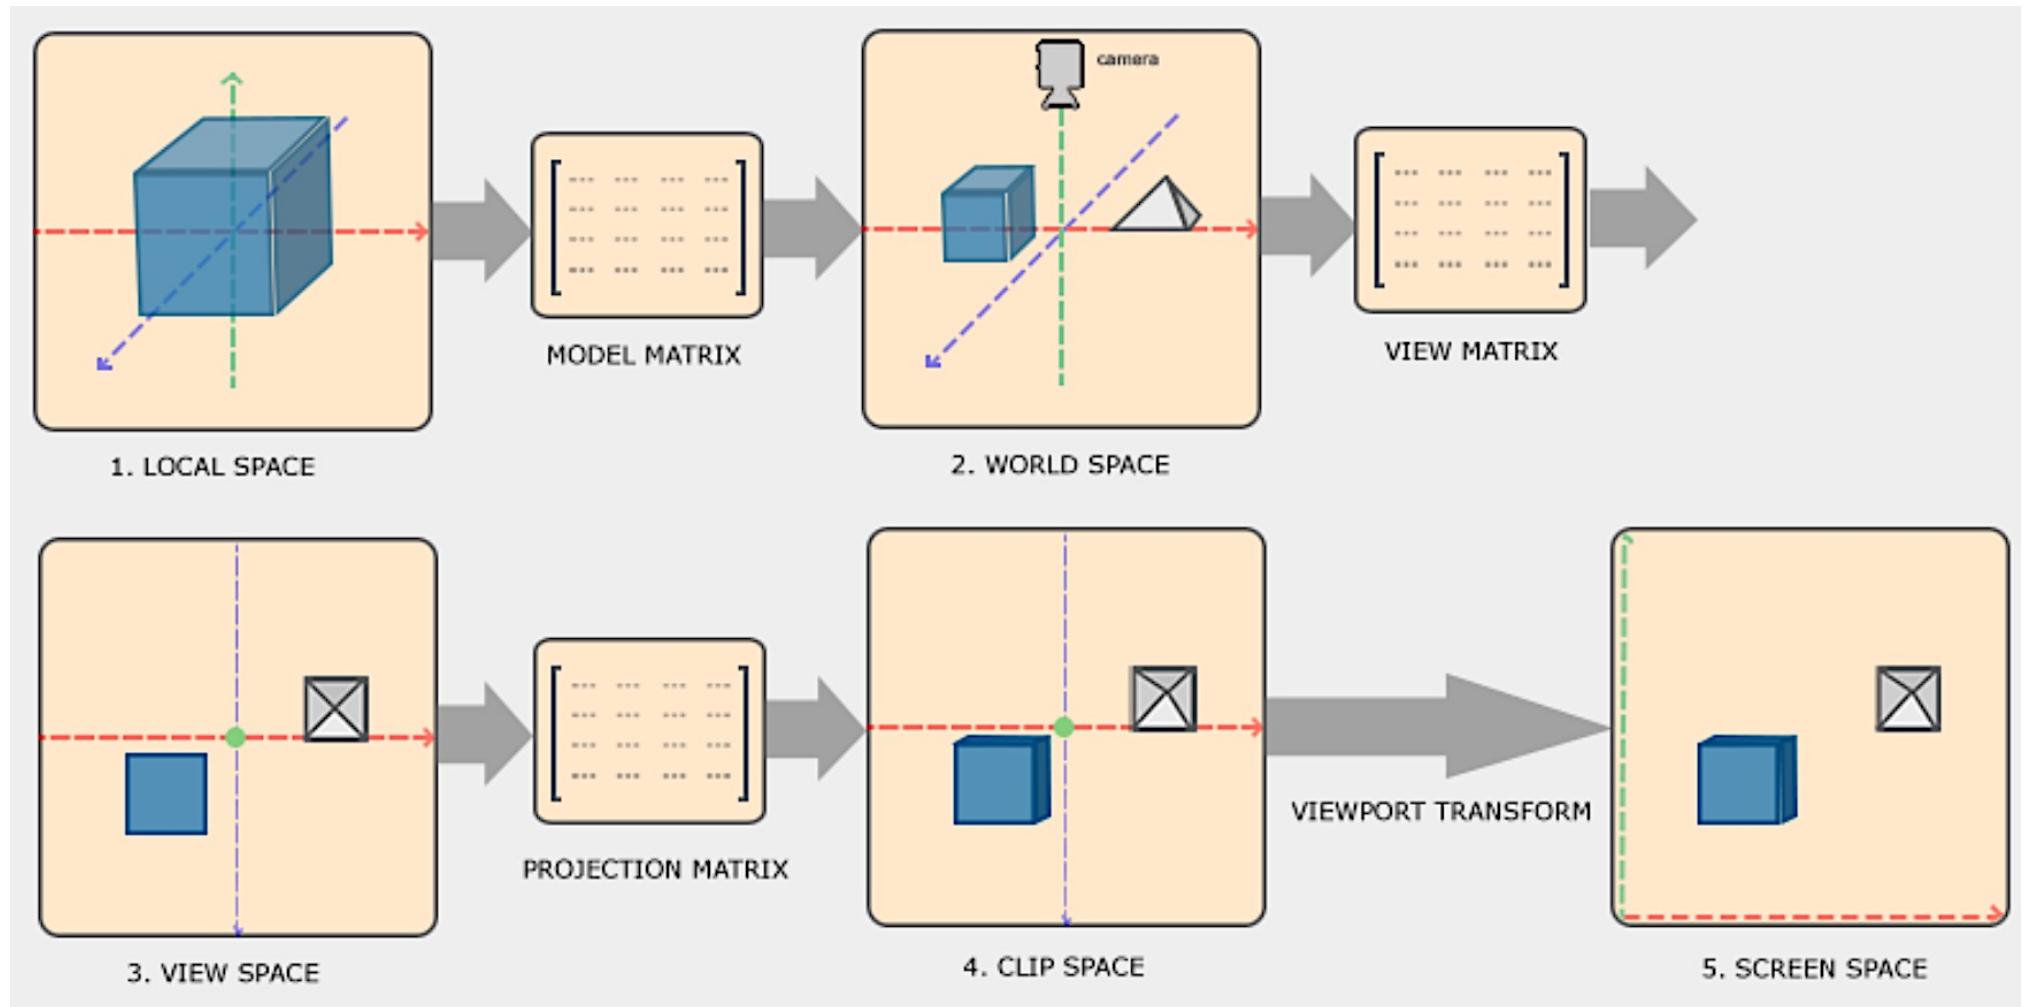 camera
MODEL MATRIX
VIEW MATRIX
1. LOCAL SPACE
2. WORLD SPACE
PROJECTION MATRIX
VIEWPORT TRANSFORM
3. VIEW SPACE
4. CLIP SPACE
5. SCREEN SPACE